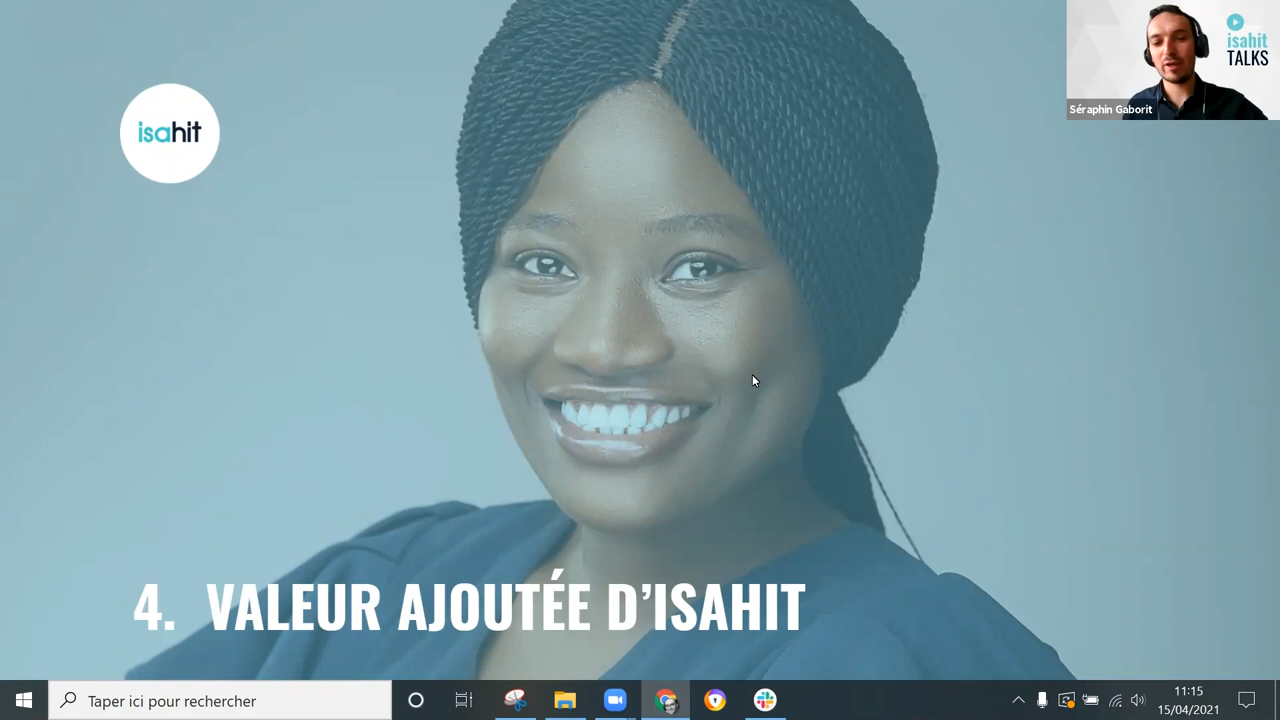 isahit
isahit
TALKS
Séraphin Gaborit
4. VALEUR AJOUTÉE D’ISAHIT
Taper ici pour rechercher
11:15
15/04/2021